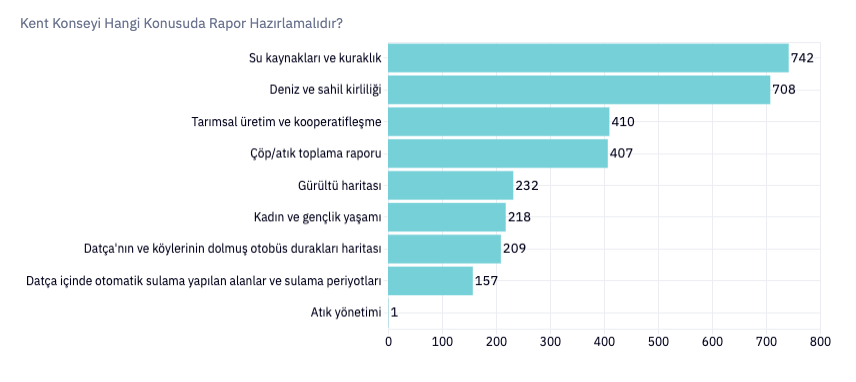 Kent Konseyi Hangi Konusuda Rapor Hazırlamalıdır?
Su kaynakları ve kuraklık 742
Deniz ve sahil kirliliği 708
Tarımsal üretim ve kooperatifleşme 410
Çöp/atık toplama raporu 407
Gürültü haritası 232
Kadın ve gençlik yaşamı 218
Datça'nın ve köylerinin dolmuş otobüs durakları haritası 209
Datça içinde otomatik sulama yapılan alanlar ve sulama periyotları 157
Atık yönetimi 1
0 100 200 300 400 500 600 700 800